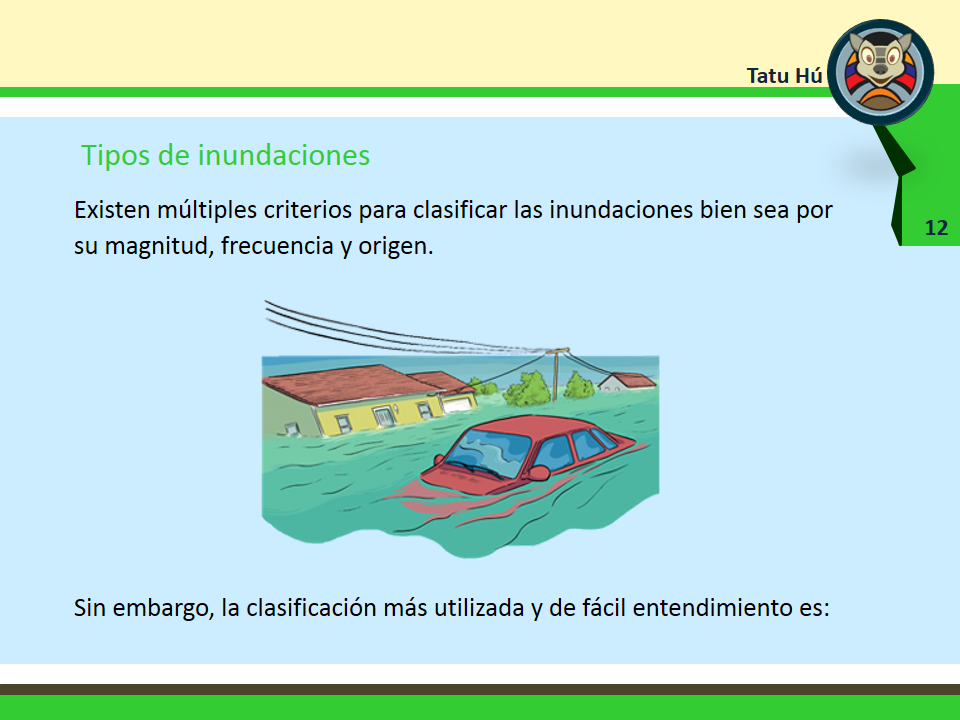 Tatu Hú
Tipos de inundaciones
Existen múltiples criterios para clasificar las inundaciones bien sea por
su magnitud, frecuencia y origen.
12
Sin embargo, la clasificación más utilizada y de fácil entendimiento es: